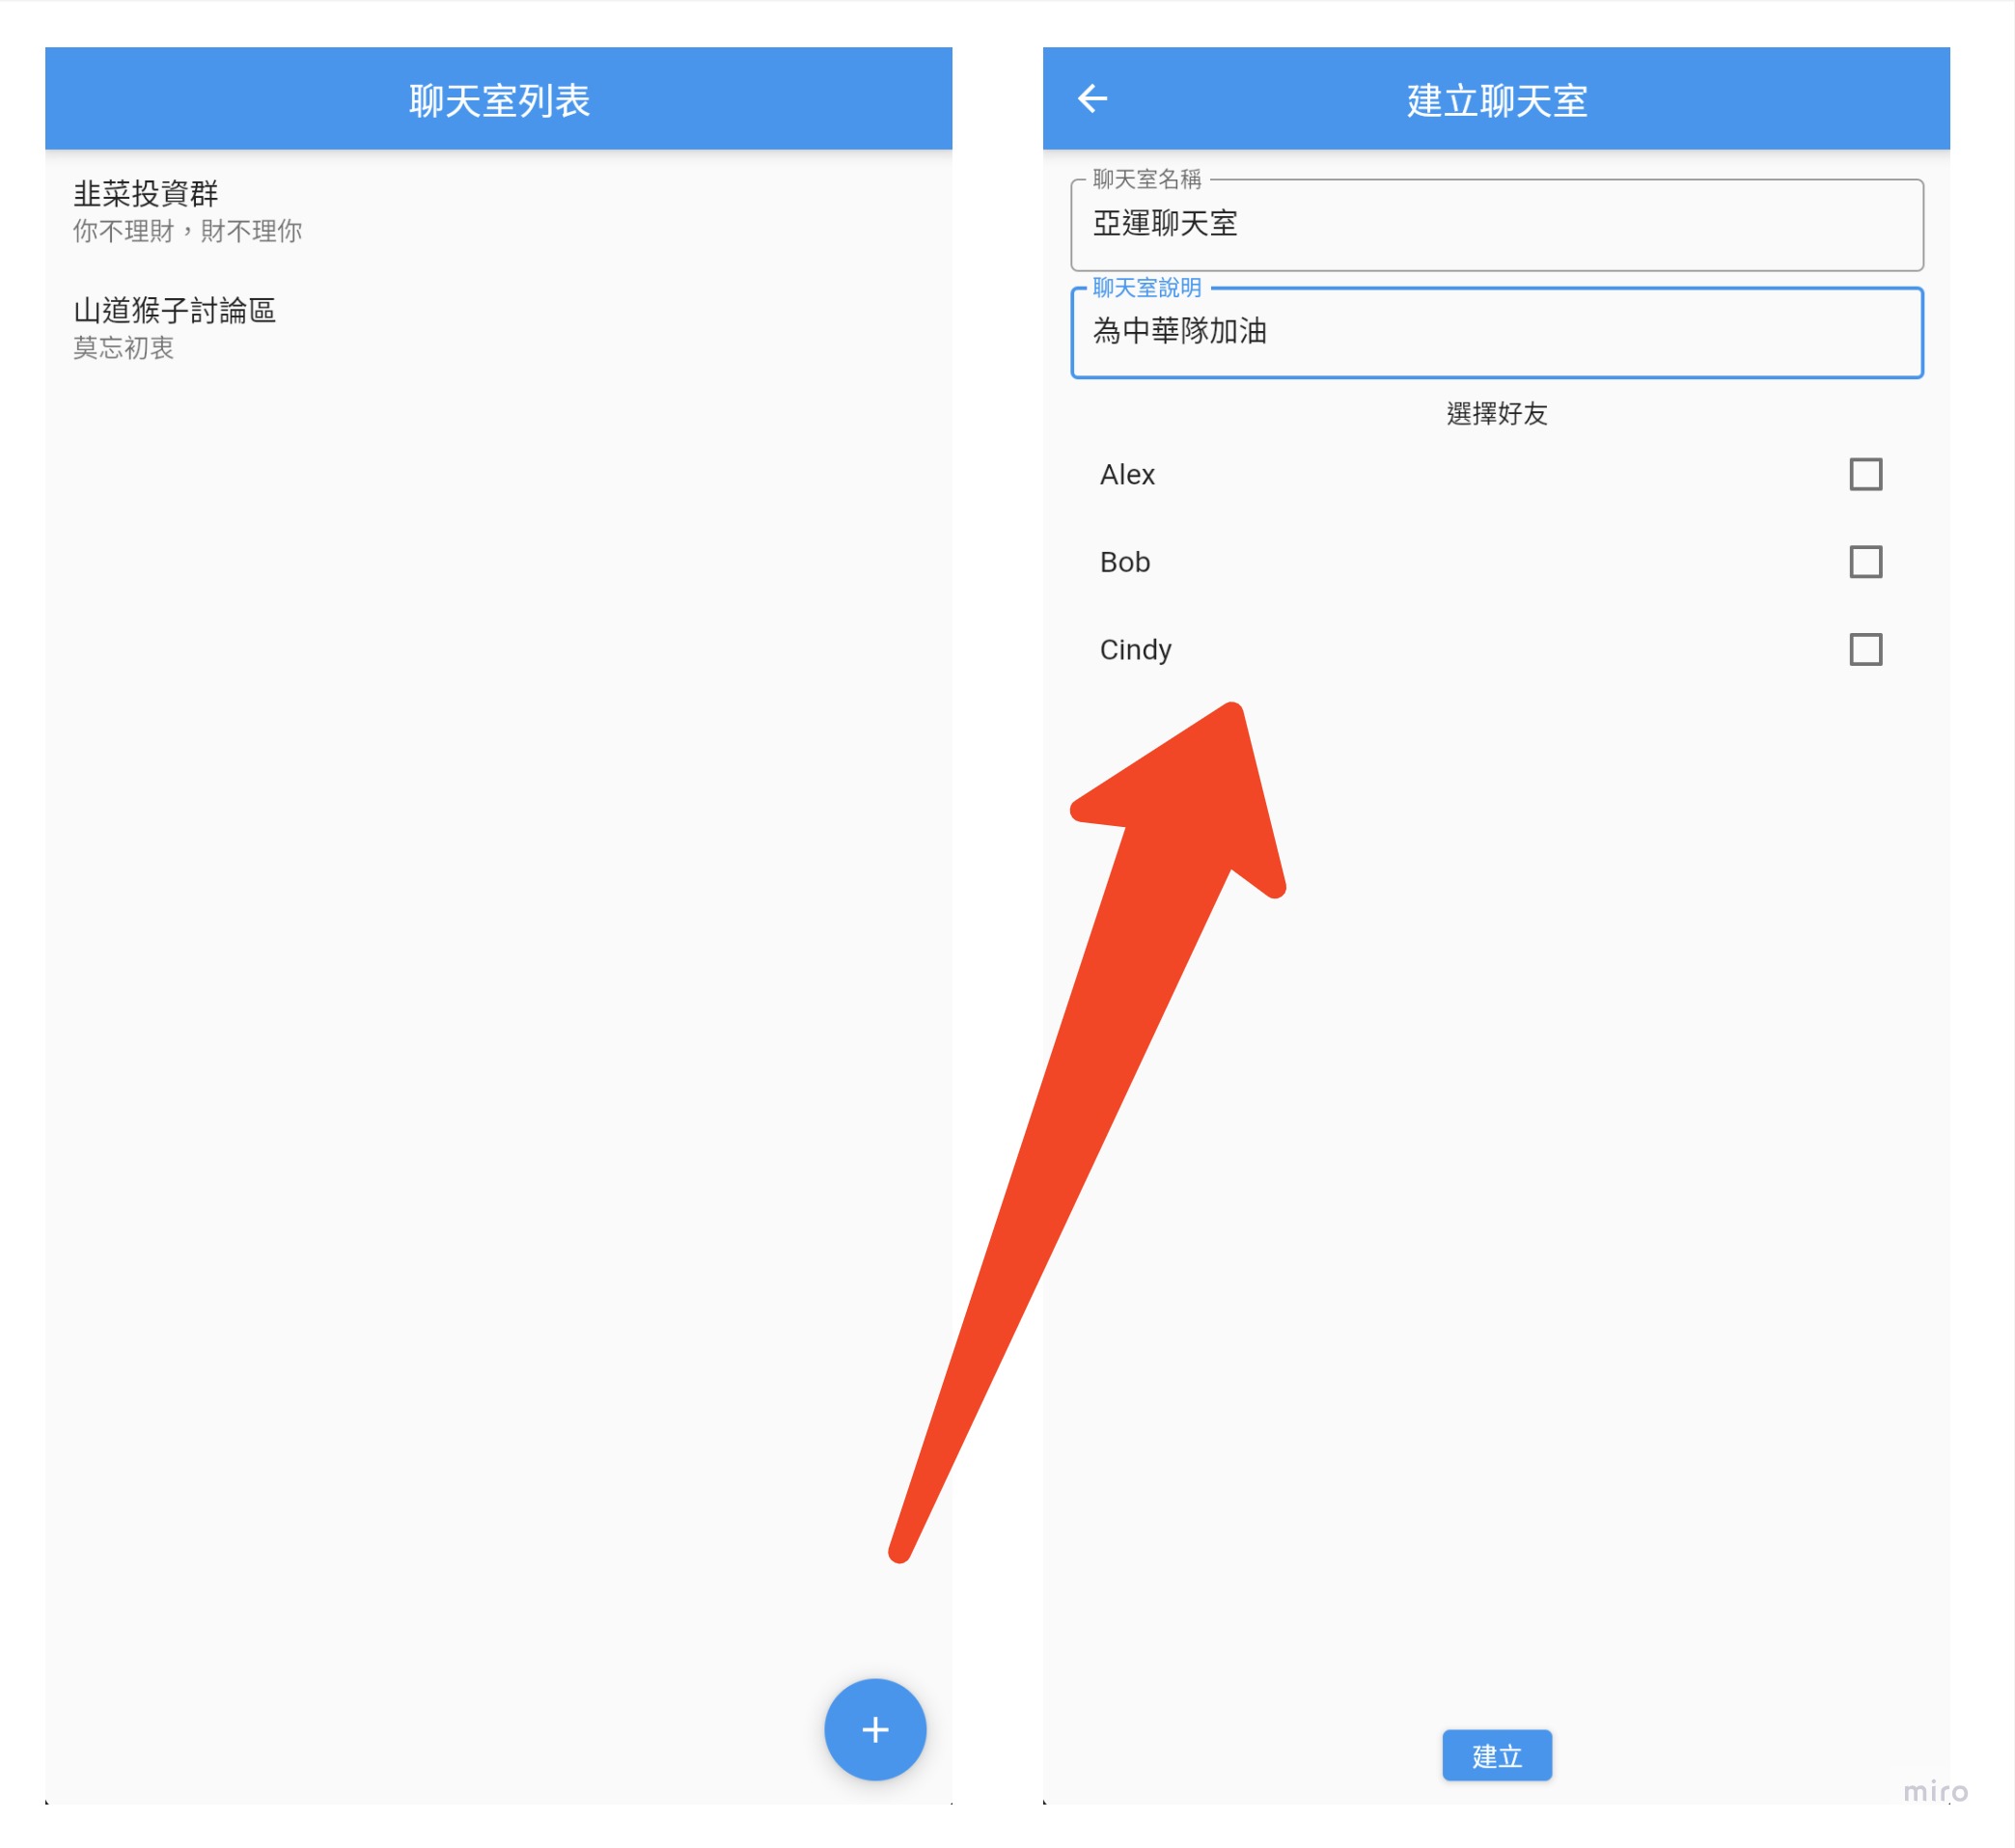 聊天室列表
韭菜投資群
你不理財，財不理你
山道猴子討論區
莫忘初衷
+
建立聊天室
聊天室名稱
亞運聊天室
聊天室說明
為中華隊加油
選擇好友
Alex
Bob
Cindy
建立
miro